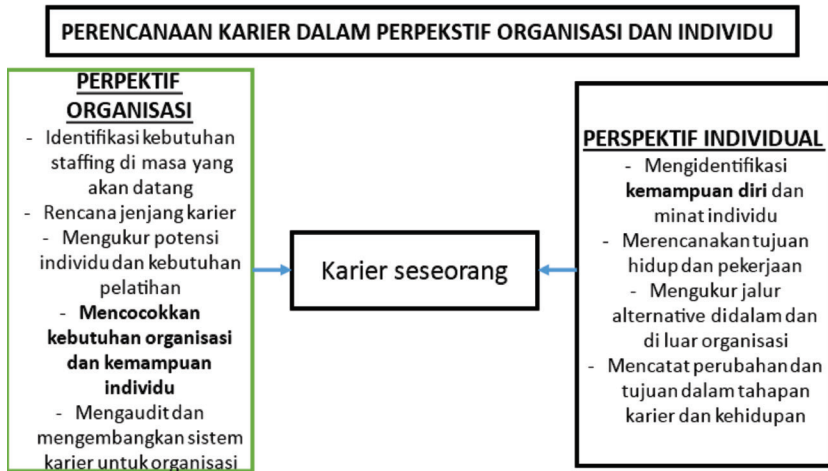 PERENCANAAN KARIER DALAM PERPEKSTIF ORGANISASI DAN INDIVIDU
PERPEKTIF
ORGANISASI
- Identifikasi kebutuhan
staffing di masa yang
akan datang
- Rencana jenjang karier
- Mengukur potensi
individu dan kebutuhan
pelatihan
- Mencocokkan
kebutuhan organisasi
dan kemampuan
individu
- Mengaudit dan
mengembangkan sistem
karier untuk organisasi
Karier seseorang
PERSPEKTIF INDIVIDUAL
- Mengidentifikasi
kemampuan diri dan
minat individu
- Merencanakan tujuan
hidup dan pekerjaan
- Mengukur jalur
alternative didalam dan
di luar organisasi
- Mencatat perubahan dan
tujuan dalam tahapan
karier dan kehidupan